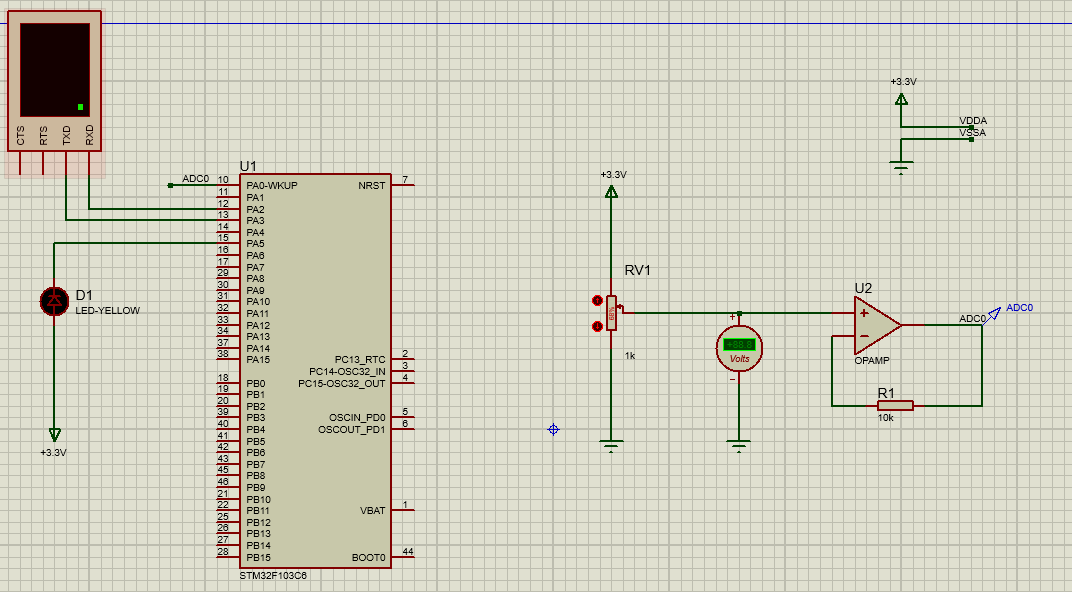 CTS
RTS
TXD
RXD
U1
ADC0
10
PA0-WKUP
11
PA1
12
PA2
13
PA3
14
PA4
15
PA5
16
PA6
17
PA7
29
PA8
30
PA9
31
PA10
32
PA11
33
PA12
34
PA13
37
PA14
38
PA15
18
PB0
19
PB1
20
PB2
39
PB3
40
PB4
41
PB5
42
PB6
43
PB7
45
PB8
46
PB9
21
PB10
22
PB11
25
PB12
26
PB13
27
PB14
28
PB15
NRST
7
PC13_RTC
2
PC14-OSC32_IN
3
PC15-OSC32_OUT
4
OSCIN_PD0
5
OSCOUT_PD1
6
VBAT
1
BOOT0
44
STM32F103C6
D1
LED-YELLOW
+3.3V
+3.3V
RV1
1k
+
Volts
−
U2
OPAMP
ADC0
ADC0
R1
10k
+3.3V
VDDA
VSSA